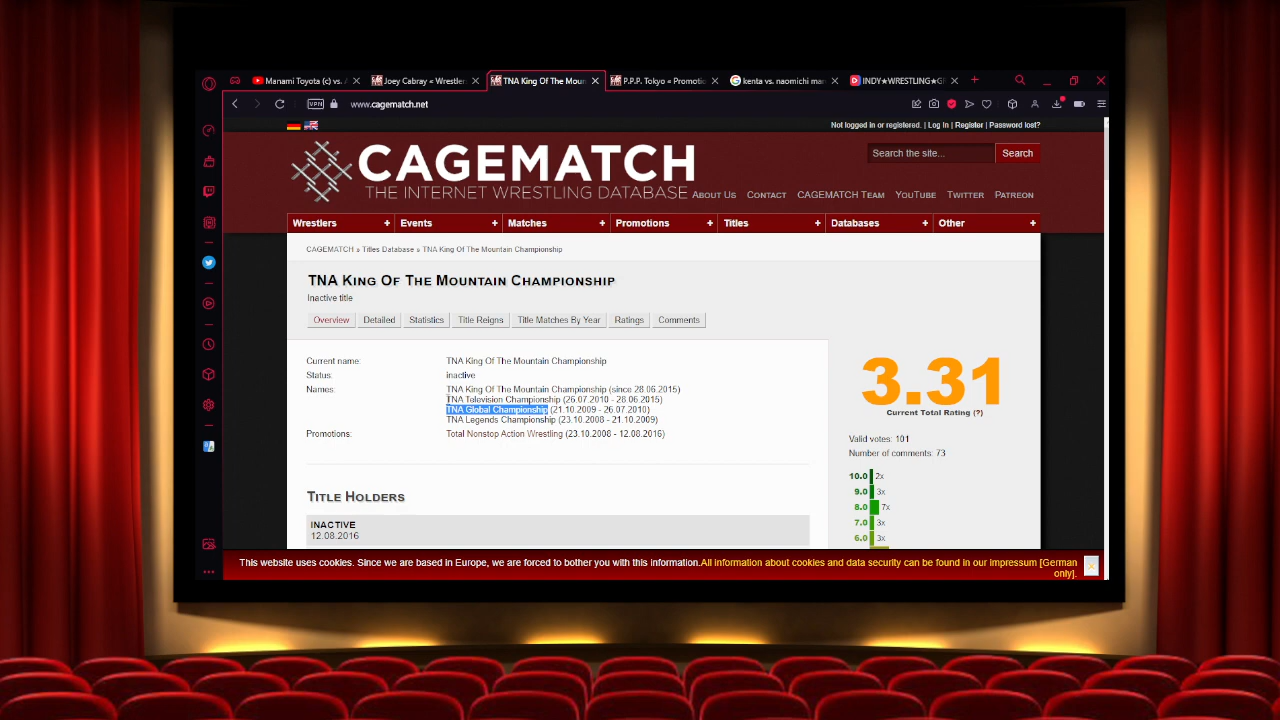 Manami Toyota (c) vs. A
Joey Cabray « Wrestler
TNA King Of The Moun
P.P.P. Tokyo « Promotio
kenta vs. naomichi mar
INDY★WRESTLING★G
VPN
www.cagematch.net
Not logged in or registered. | Log In | Register | Password lost?
CAGEMATCH
THE INTERNET WRESTLING DATABASE
Search the site...
Search
About Us
Contact
CAGEMATCH Team
YouTube
Twitter
Patreon
Wrestlers +
Events +
Matches +
Promotions +
Titles +
Databases +
Other +
CAGEMATCH » Titles Database » TNA King Of The Mountain Championship
TNA King Of The Mountain Championship
Inactive title
Overview
Detailed
Statistics
Title Reigns
Title Matches By Year
Ratings
Comments
Current name: TNA King Of The Mountain Championship
Status: inactive
Names: TNA King Of The Mountain Championship (since 28.06.2015)
TNA Television Championship (26.07.2010 - 28.06.2015)
TNA Global Championship (21.10.2009 - 26.07.2010)
TNA Legends Championship (23.10.2008 - 21.10.2009)
Promotions: Total Nonstop Action Wrestling (23.10.2008 - 12.08.2016)
Title Holders
INACTIVE
12.08.2016
3.31
Current Total Rating (?)
Valid votes: 101
Number of comments: 73
10.0 2x
9.0 3x
8.0 7x
7.0 3x
6.0 3x
This website uses cookies. Since we are based in Europe, we are forced to bother you with this information.All information about cookies and data security can be found in our impressum [German
only].